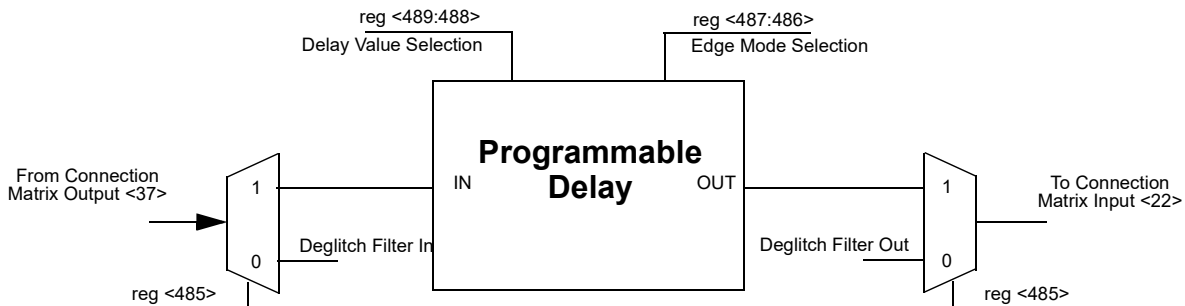 reg <489:488>
Delay Value Selection
reg <487:486>
Edge Mode Selection
Programmable
Delay
IN
OUT
From Connection
Matrix Output <37>
1
0
Deglitch Filter In
reg <485>
Deglitch Filter Out
1
0
To Connection
Matrix Input <22>
reg <485>